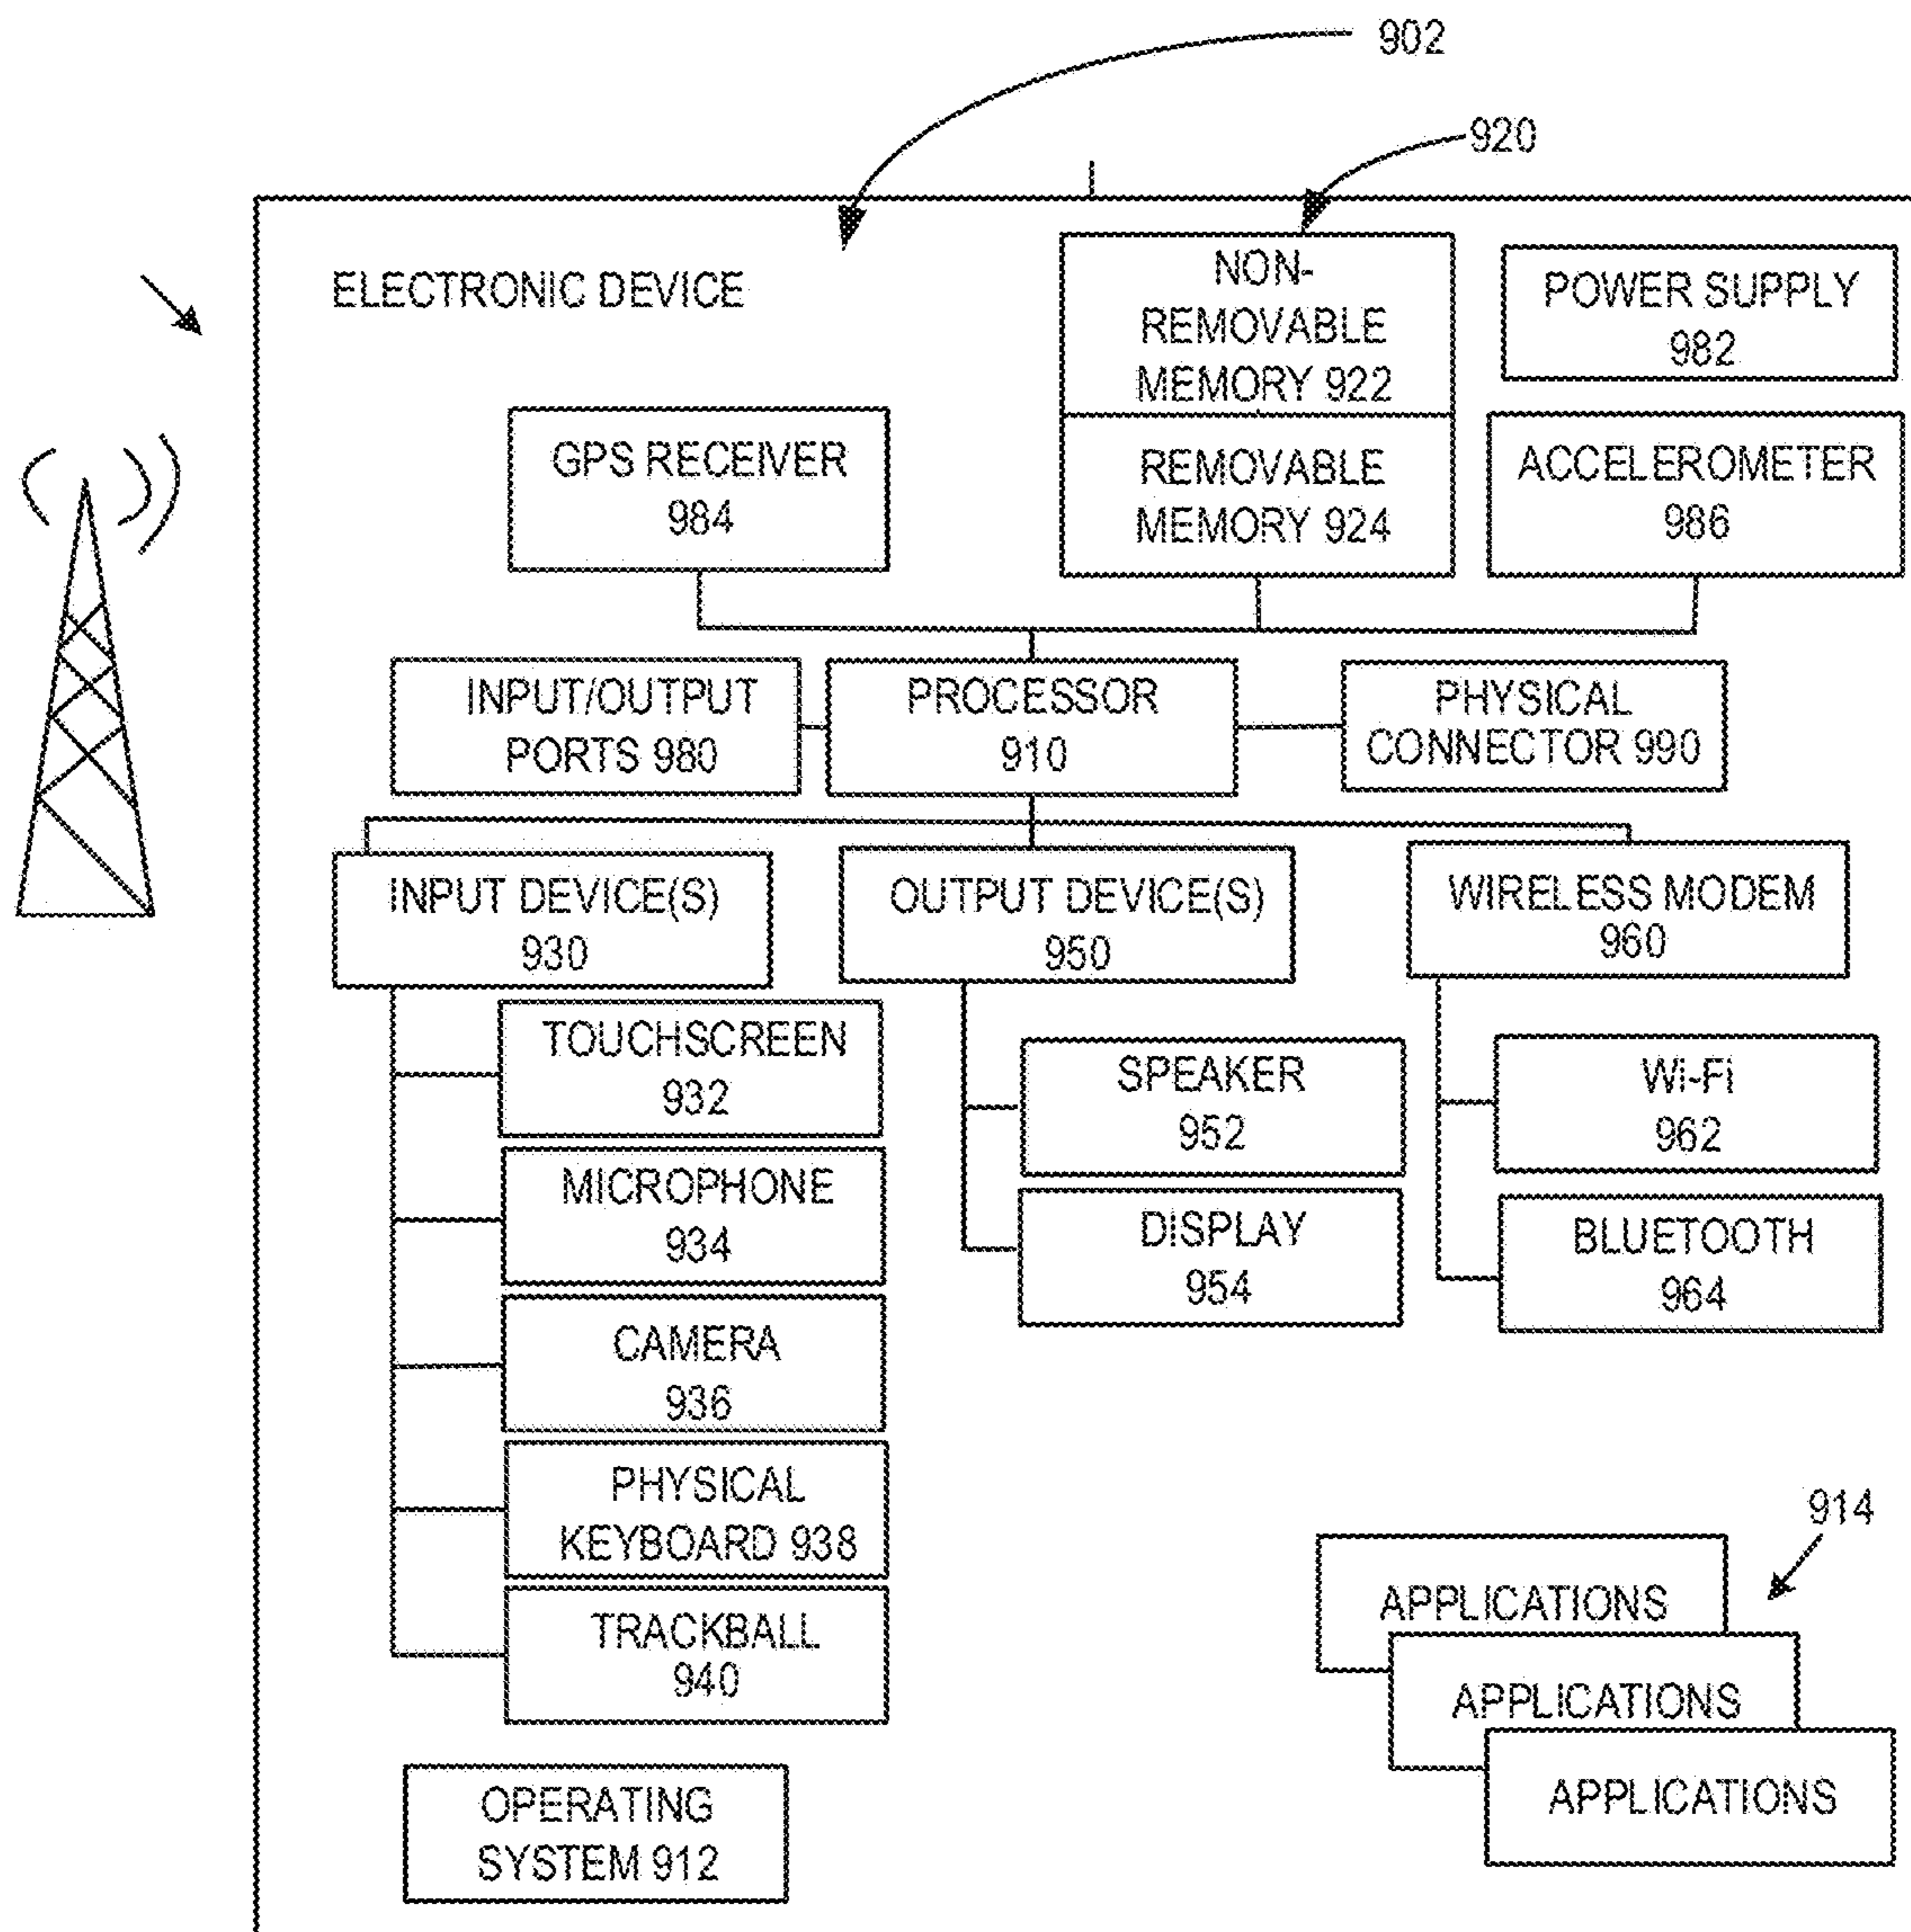 902
920
ELECTRONIC DEVICE
NON-
REMOVABLE
MEMORY 922
POWER SUPPLY
982
GPS RECEIVER
984
REMOVABLE
MEMORY 924
ACCELEROMETER
986
INPUT/OUTPUT
PORTS 980
PROCESSOR
910
PHYSICAL
CONNECTOR 990
INPUT DEVICE(S)
930
OUTPUT DEVICE(S)
950
WIRELESS MODEM
960
TOUCHSCREEN
932
SPEAKER
952
Wi-Fi
962
MICROPHONE
934
DISPLAY
954
BLUETOOTH
964
CAMERA
936
PHYSICAL
KEYBOARD 938
914
APPLICATIONS
TRACKBALL
940
APPLICATIONS
OPERATING
SYSTEM 912
APPLICATIONS